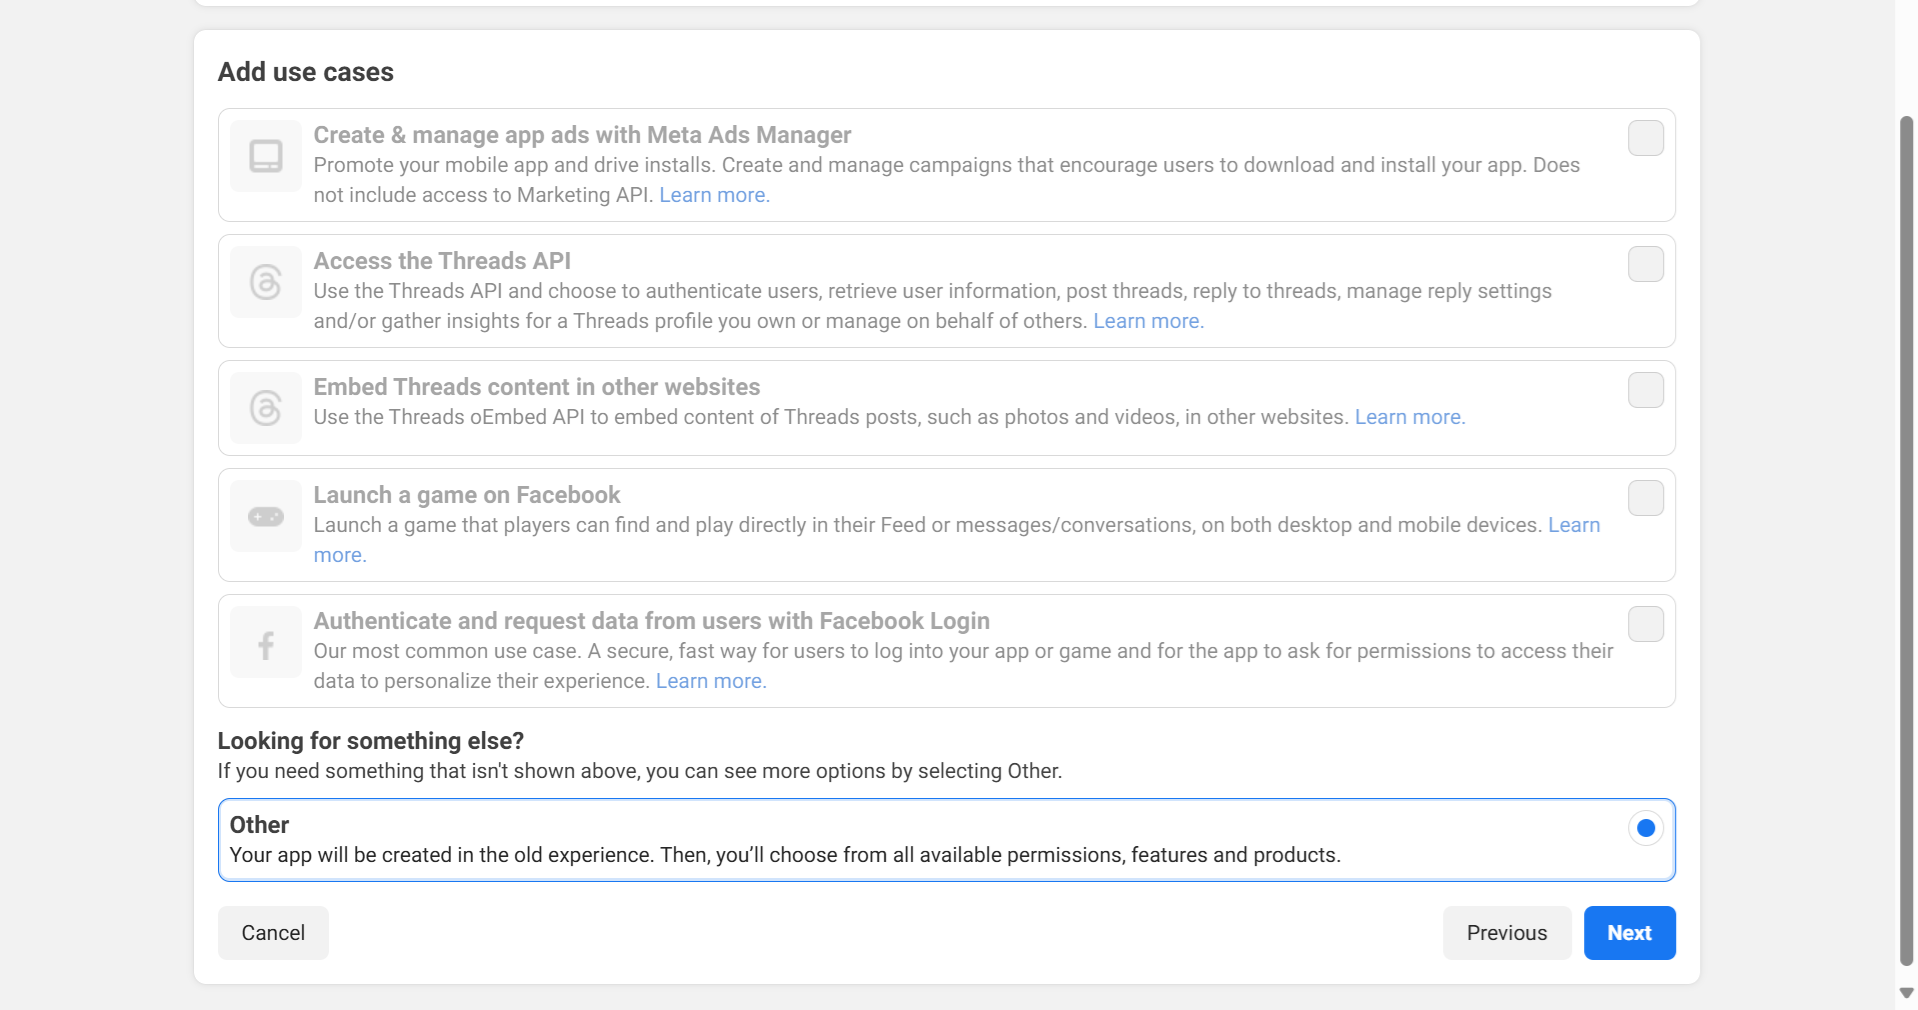 Add use cases
Create & manage app ads with Meta Ads Manager
Promote your mobile app and drive installs. Create and manage campaigns that encourage users to download and install your app. Does
not include access to Marketing API. Learn more.
Access the Threads API
Use the Threads API and choose to authenticate users, retrieve user information, post threads, reply to threads, manage reply settings
and/or gather insights for a Threads profile you own or manage on behalf of others. Learn more.
Embed Threads content in other websites
Use the Threads oEmbed API to embed content of Threads posts, such as photos and videos, in other websites. Learn more.
Launch a game on Facebook
Launch a game that players can find and play directly in their Feed or messages/conversations, on both desktop and mobile devices. Learn
more.
Authenticate and request data from users with Facebook Login
Our most common use case. A secure, fast way for users to log into your app or game and for the app to ask for permissions to access their
data to personalize their experience. Learn more.
Looking for something else?
If you need something that isn't shown above, you can see more options by selecting Other.
Other
Your app will be created in the old experience. Then, you’ll choose from all available permissions, features and products.
Cancel
Previous
Next